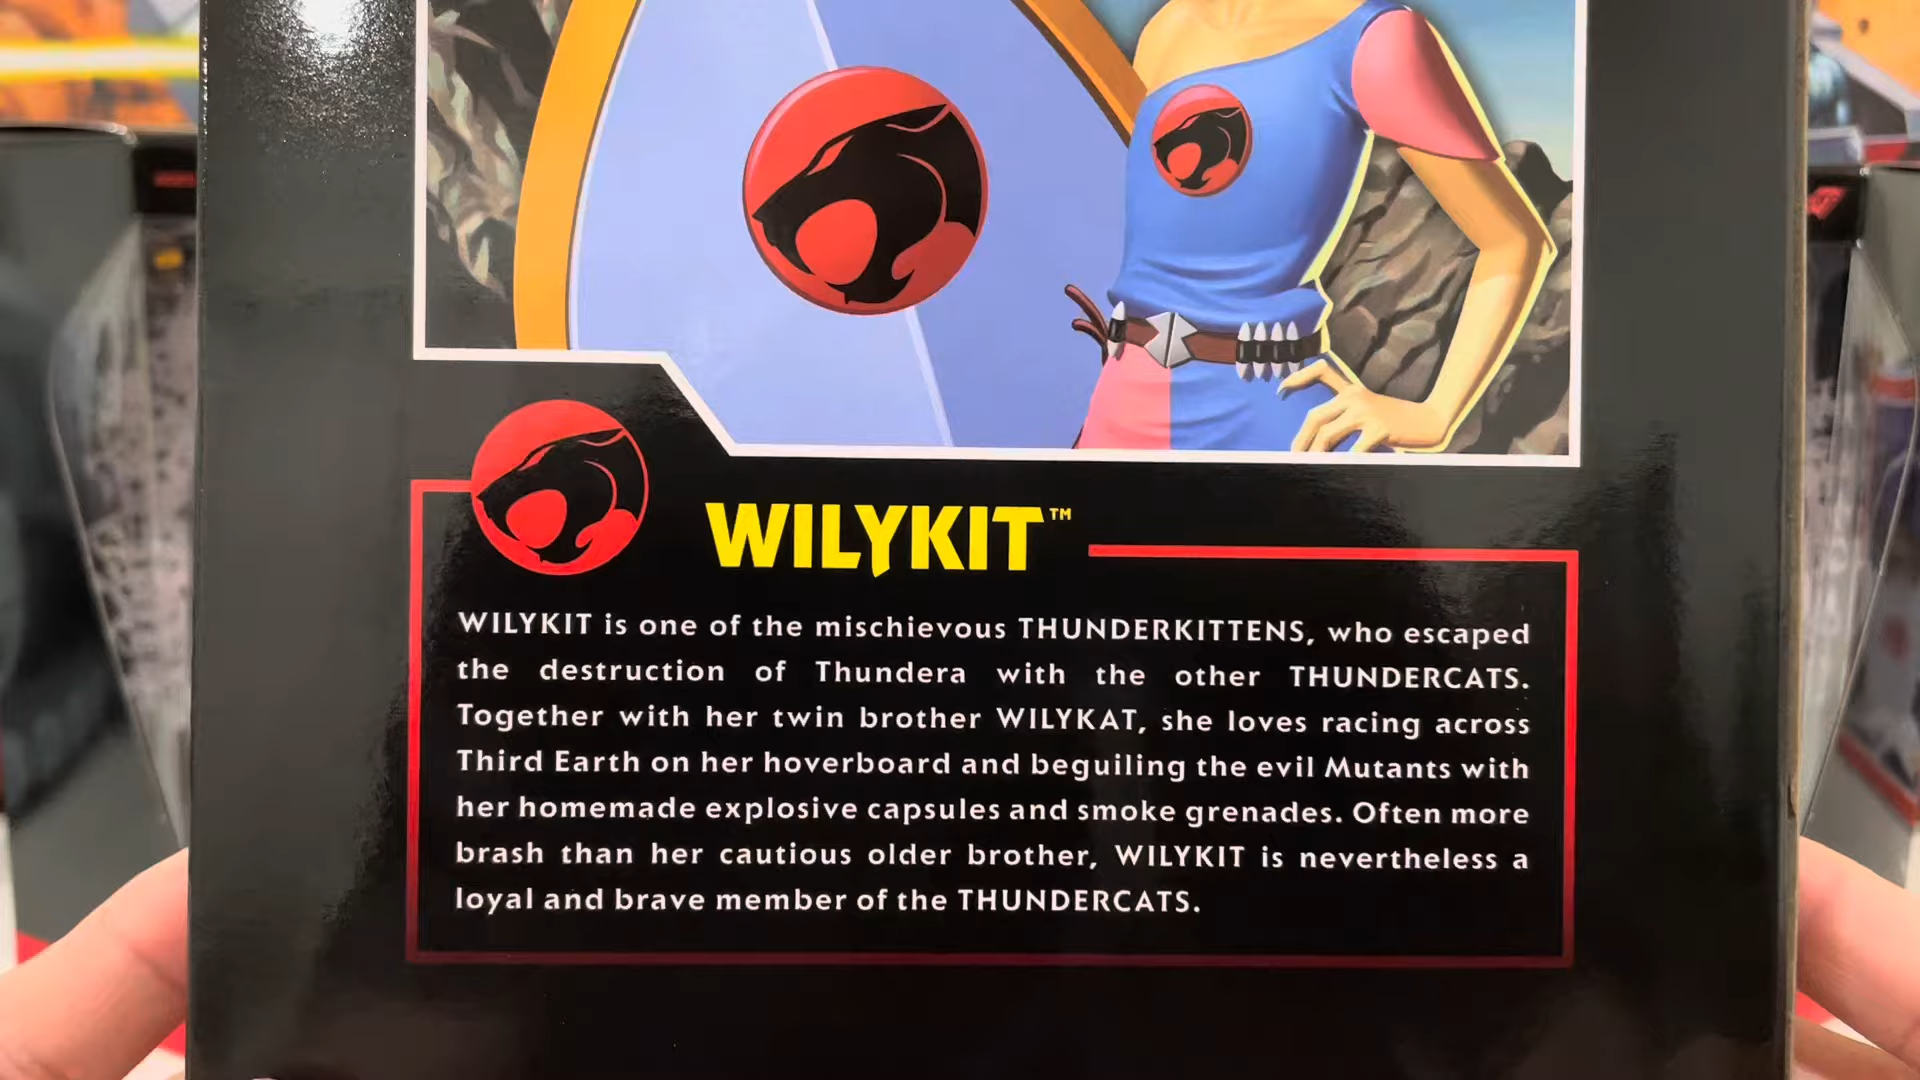 WILYKIT™
WILYKIT is one of the mischievous THUNDERKITTENS, who escaped
the destruction of Thundera with the other THUNDERCATS.
Together with her twin brother WILYKAT, she loves racing across
Third Earth on her hoverboard and beguiling the evil Mutants with
her homemade explosive capsules and smoke grenades. Often more
brash than her cautious older brother, WILYKIT is nevertheless a
loyal and brave member of the THUNDERCATS.